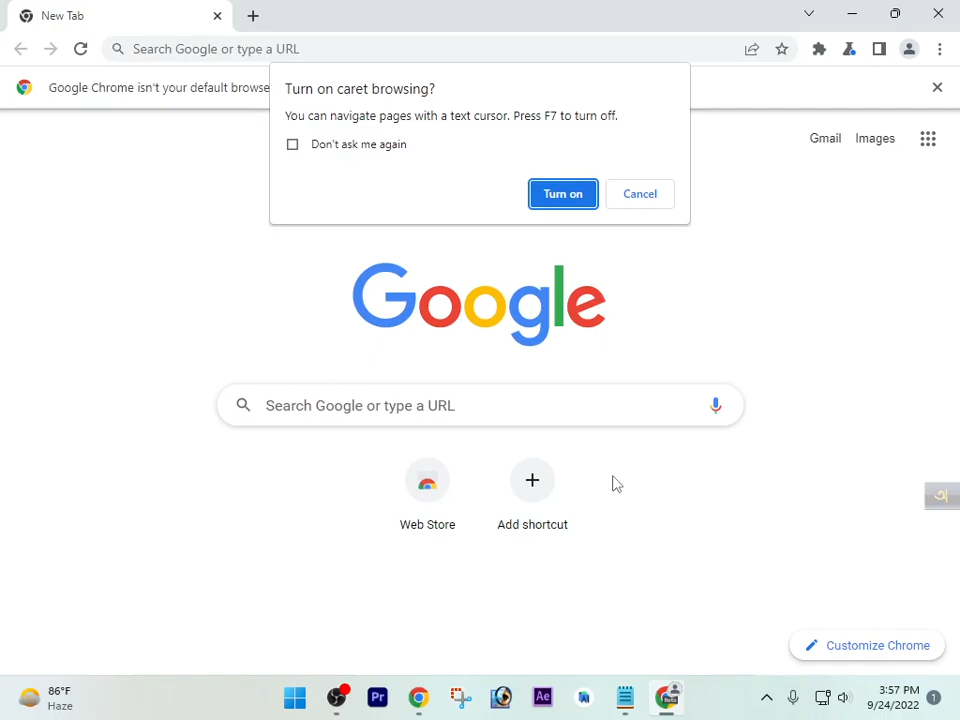 New Tab
Search Google or type a URL
Google Chrome isn't your default browse
Turn on caret browsing?
You can navigate pages with a text cursor. Press F7 to turn off.
Don't ask me again
Turn on Cancel
Gmail Images
Google
Search Google or type a URL
Web Store Add shortcut
অ
Customize Chrome
86°F
Haze
Pr
Ae
3:57 PM
9/24/2022
1